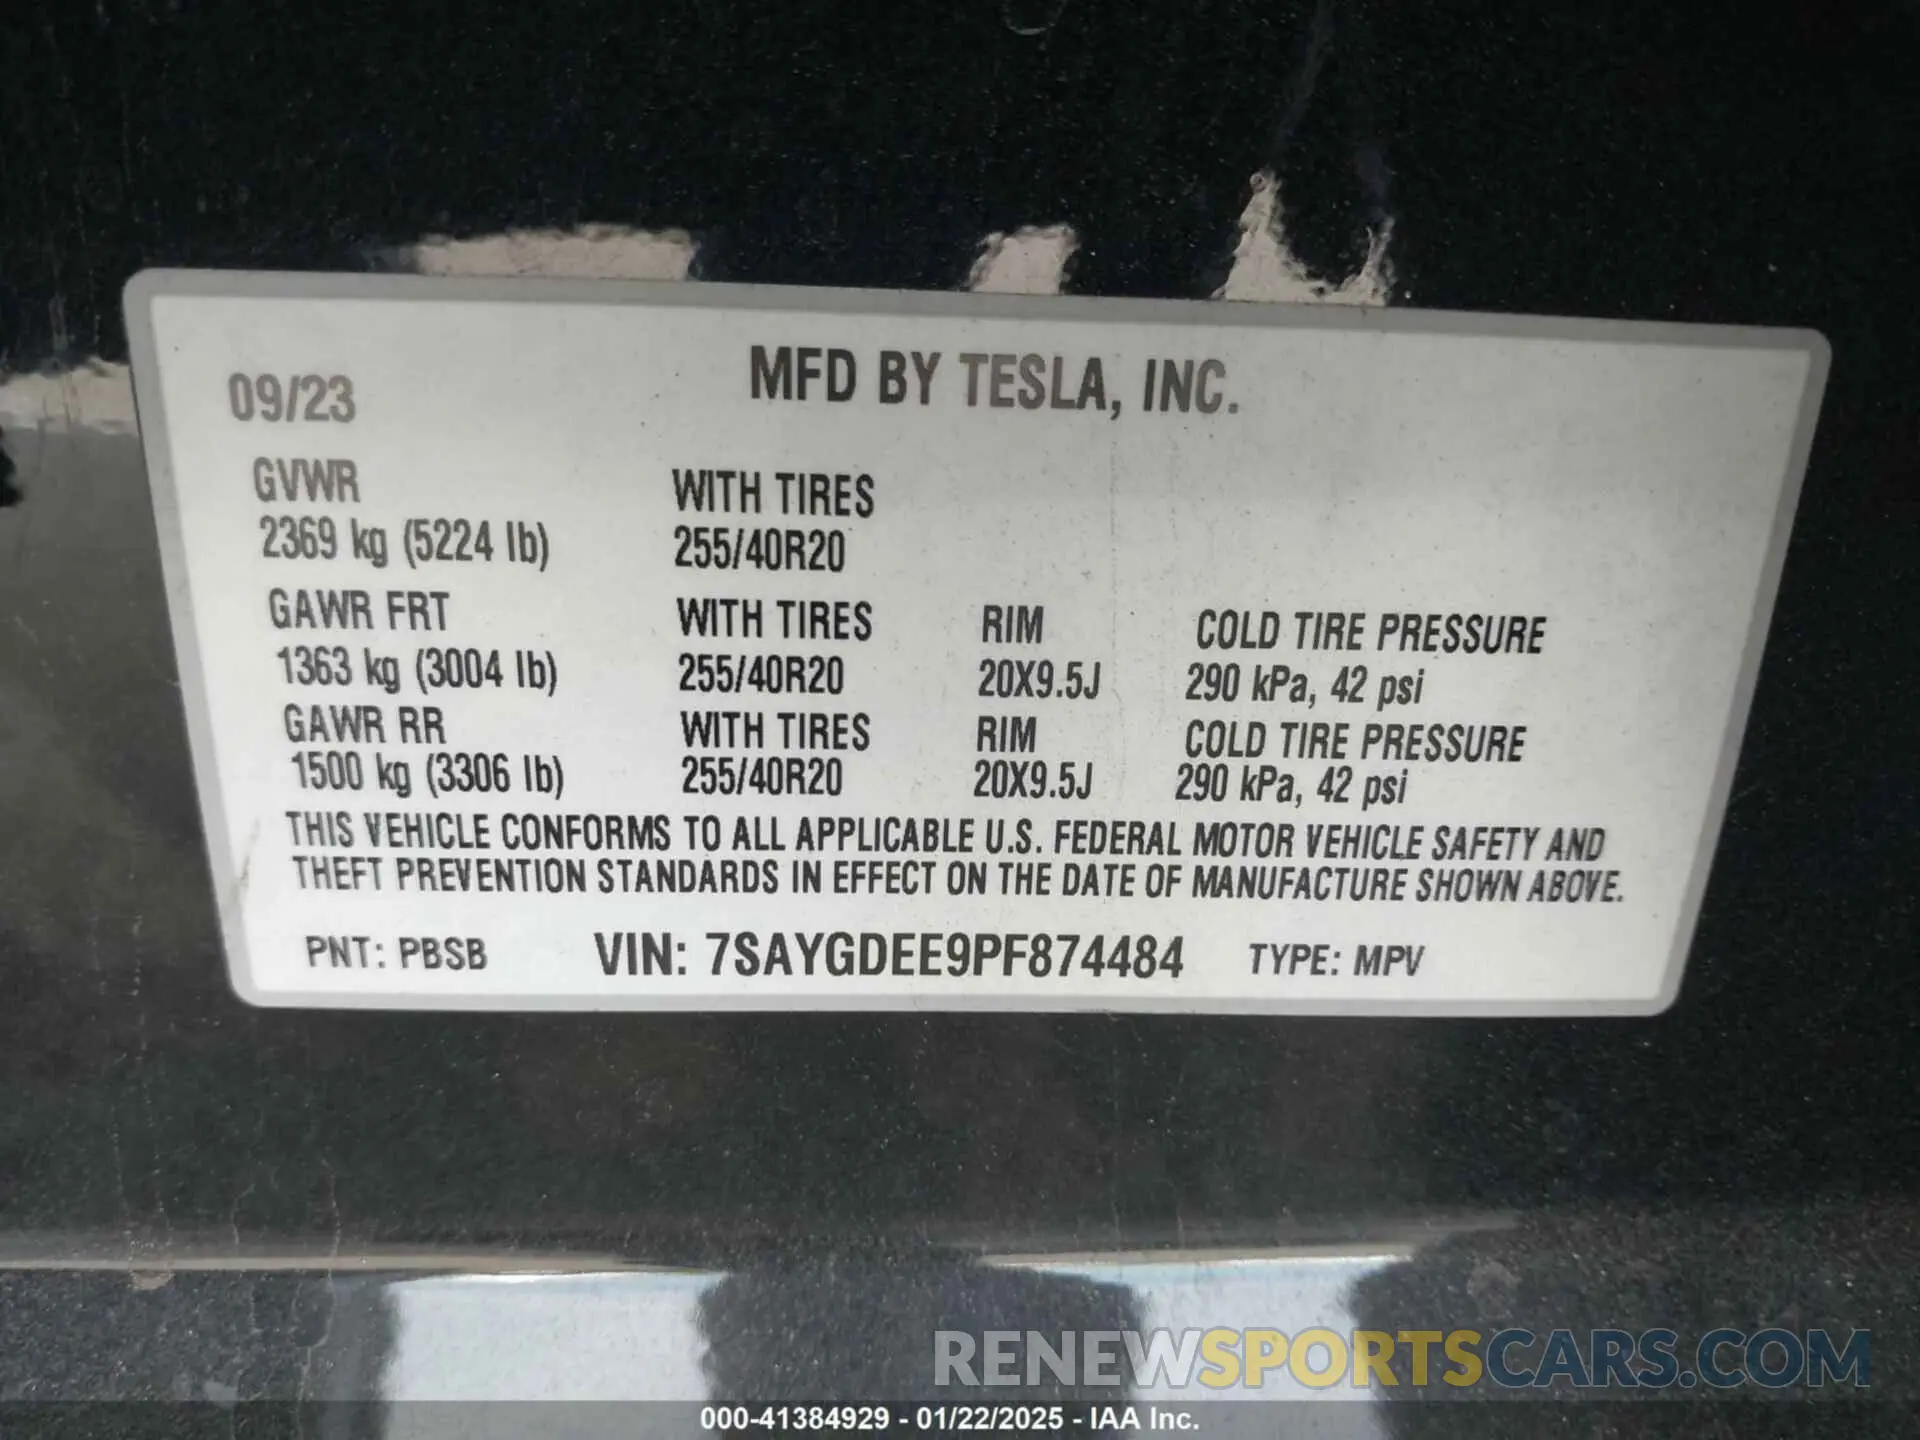 MFD BY TESLA, INC.
09/23
GVWR WITH TIRES
2369 kg (5224 lb) 255/40R20
GAWR FRT WITH TIRES RIM COLD TIRE PRESSURE
1363 kg (3004 lb) 255/40R20 20X9.5J 290 kPa, 42 psi
GAWR RR WITH TIRES RIM COLD TIRE PRESSURE
1500 kg (3306 lb) 255/40R20 20X9.5J 290 kPa, 42 psi
THIS VEHICLE CONFORMS TO ALL APPLICABLE U.S. FEDERAL MOTOR VEHICLE SAFETY AND
THEFT PREVENTION STANDARDS IN EFFECT ON THE DATE OF MANUFACTURE SHOWN ABOVE.
PNT: PBSB VIN: 7SAYGDEE9PF874484 TYPE: MPV
RENEWSPORTSCARS.COM
000-41384929 - 01/22/2025 - IAA Inc.